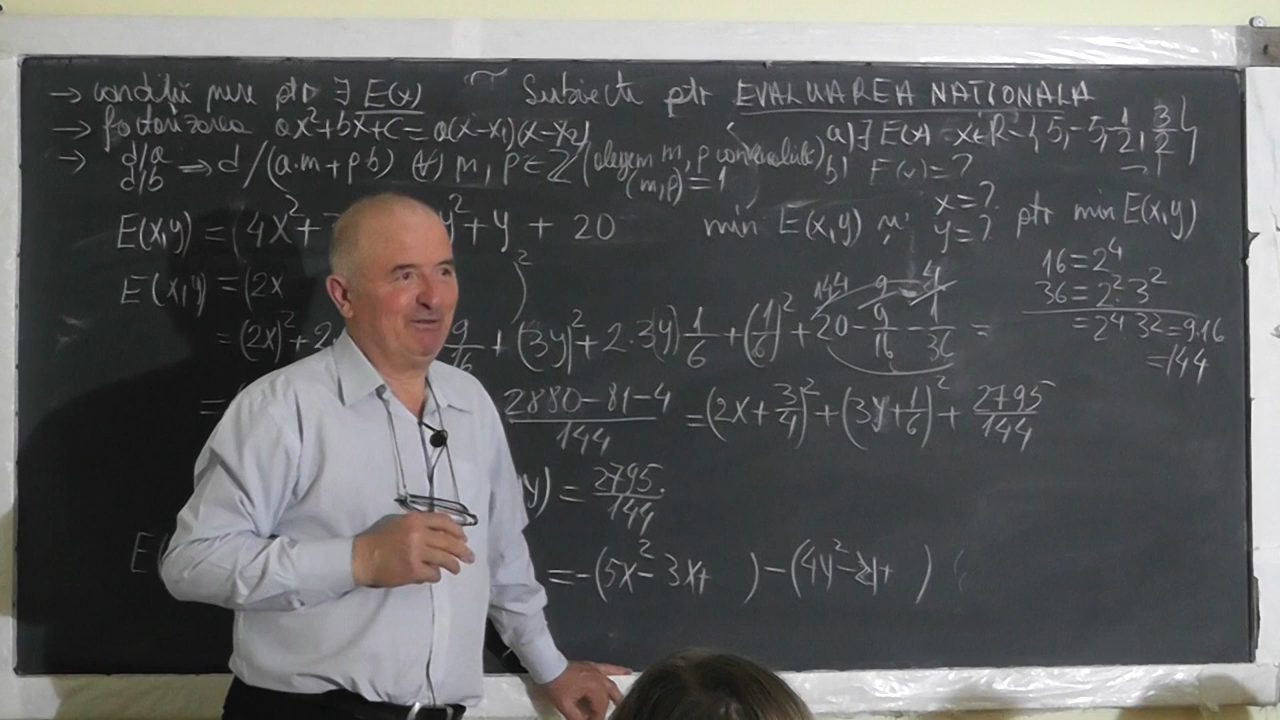 → condiții puse ptr ∃ E(x) Subiecte ptr EVALUAREA NATIONALA
→ factorizarea ax²+bx+c=a(x-x₁)(x-x₂) a) ∃ E(x) x∈R-{5,-5,-1/2,3/2}
→ d/a d/b ⇒ d/(a·m+p·b) (∀) m, p ∈ Z (alegem m, p convenabile) (m,p)=1 b) E(x)=?
E(x,y) = (4x²+ y²+y + 20 min E(x,y) și x=? y=? ptr min E(x,y)
E(x,y) = (2x )²
16=2⁴
36=2²·3²
=2⁴·3²=9·16
=144
=(2x)²+2 9/16 + (3y)²+2·3y)1/6+(1/6)²+20-9/16-1/36 =
144 9 4
= 2880-81-4/144 =(2x+3/4)²+(3y+1/6)²+2795/144
y) = 2795/144
E( =-(5x²-3x+ )-(4y²-2y+ ) (